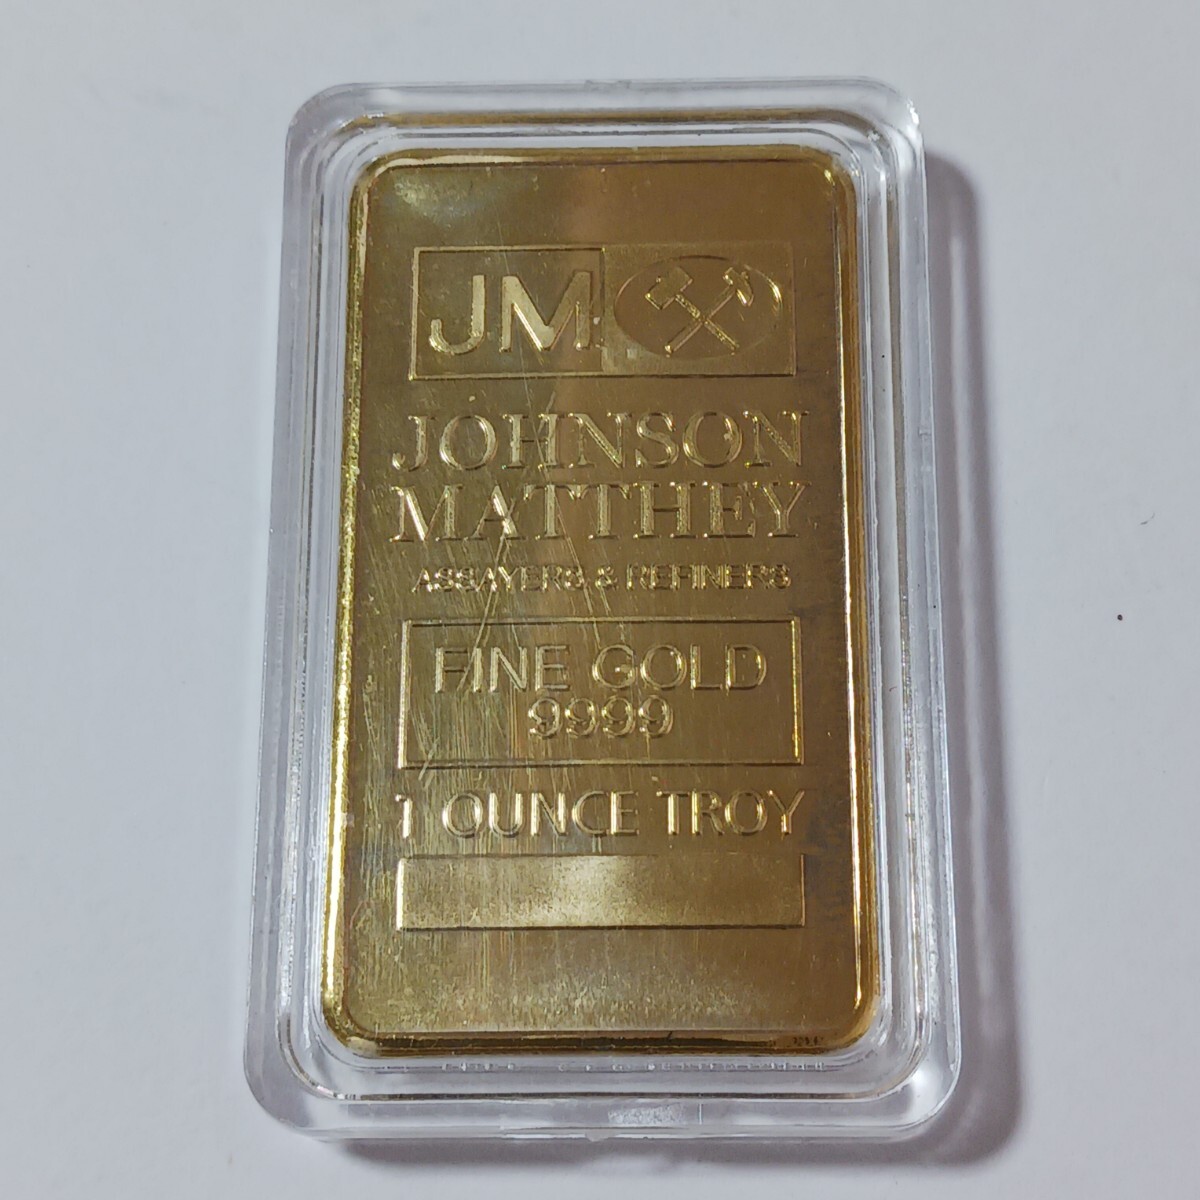 JM
JOHNSON
MATTHEY
ASSAYERS & REFINERS
FINE GOLD
9999
1 OUNCE TROY